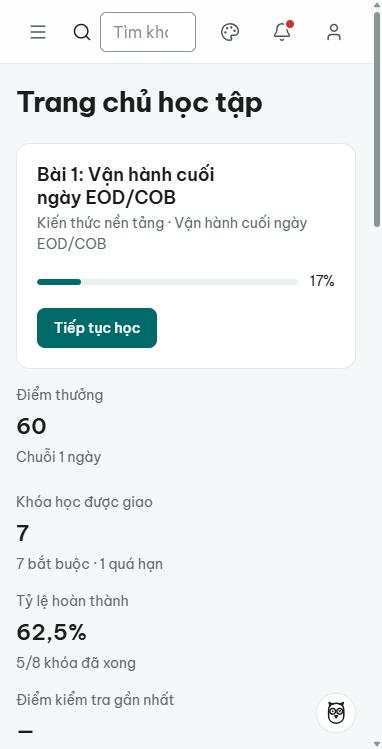 Tìm
Trang chủ học tập
Bài 1: Vận hành cuối
ngày EOD/COB
Kiến thức nền tảng · Vận hành cuối ngày
EOD/COB
17%
Tiếp tục học
Điểm thưởng
60
Chuỗi 1 ngày
Khóa học được giao
7
7 bắt buộc · 1 quá hạn
Tỷ lệ hoàn thành
62,5%
5/8 khóa đã xong
Điểm kiểm tra gần nhất
–